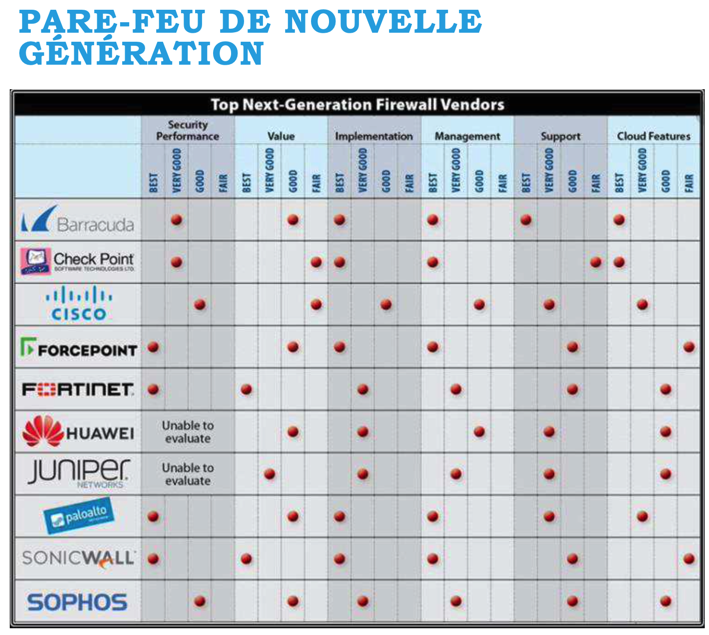 PARE-FEU DE NOUVELLE
GÉNÉRATION
Top Next-Generation Firewall Vendors
Security
Performance
Value
Implementation
Management
Support
Cloud Features
BEST VERY GOOD GOOD FAIR BEST VERY GOOD GOOD FAIR BEST VERY GOOD GOOD FAIR BEST VERY GOOD GOOD FAIR BEST VERY GOOD GOOD FAIR BEST VERY GOOD GOOD FAIR
Barracuda
Check Point
SOFTWARE TECHNOLOGIES LTD.
CISCO
FORCEPOINT
FORTINET
HUAWEI
Unable to
evaluate
JUNIPER
NETWORKS
Unable to
evaluate
paloalto
SONICWALL
SOPHOS